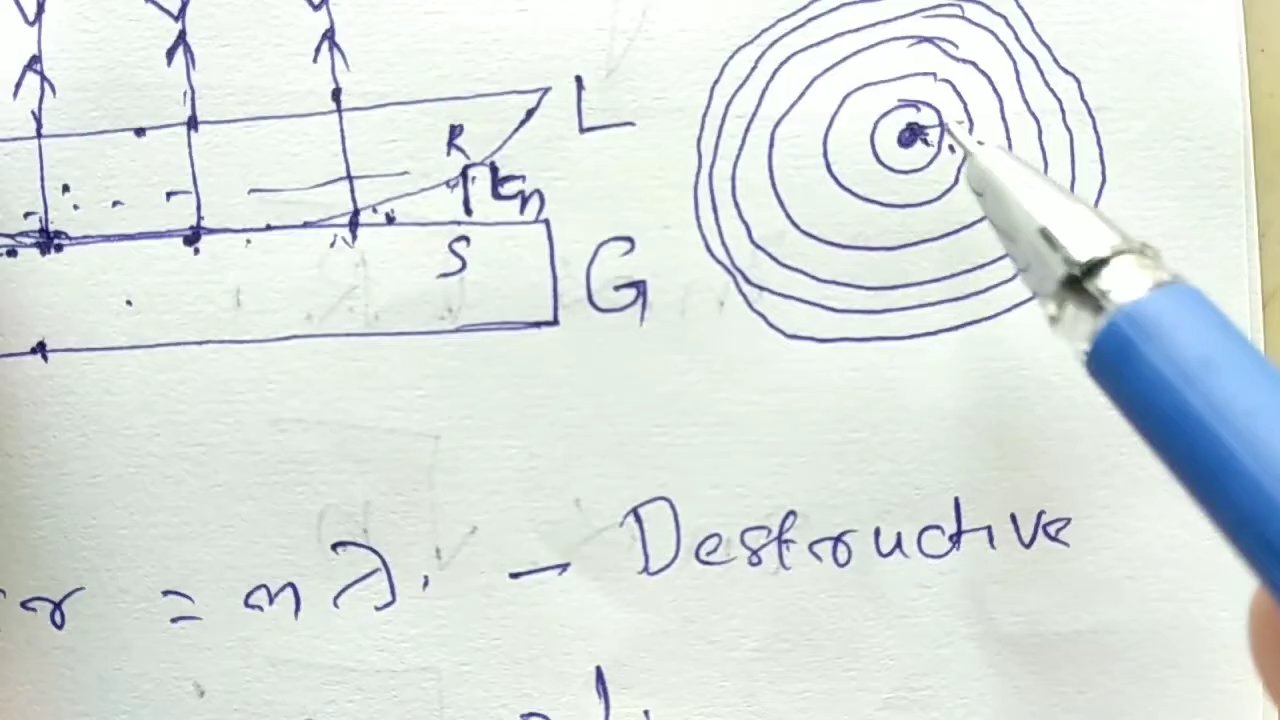 L
R
tn
S
G
r = nλ. - Destructive